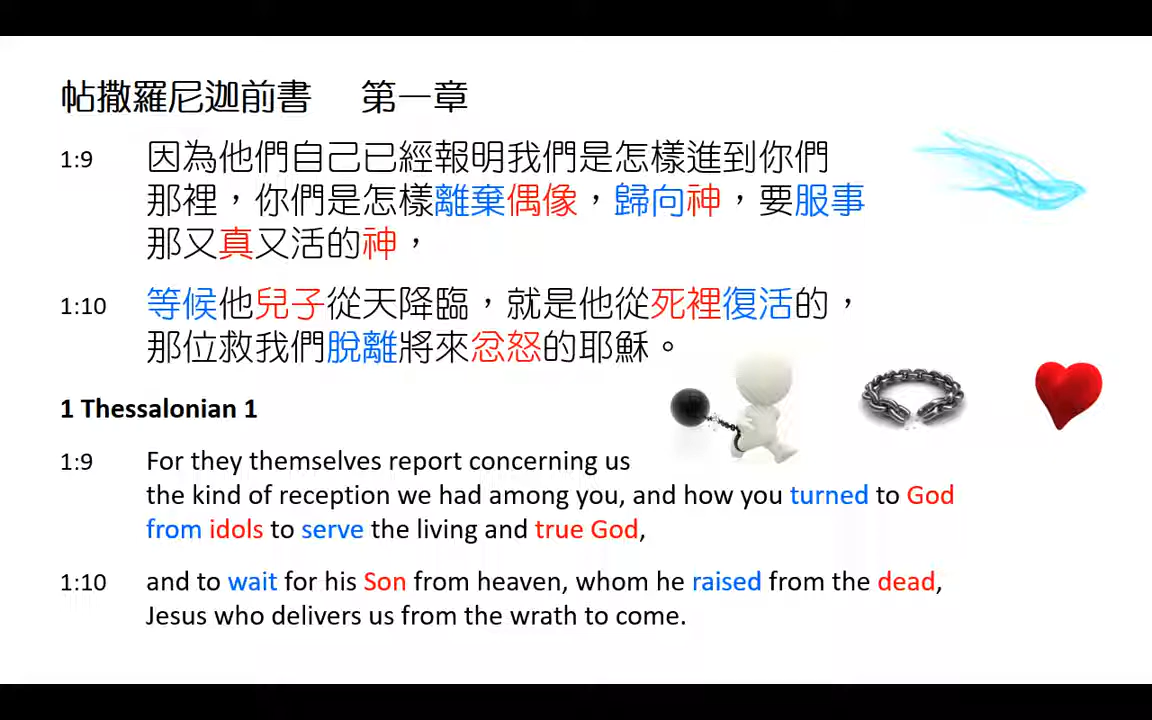 帖撒羅尼迦前書 第一章
1:9 因為他們自己已經報明我們是怎樣進到你們
那裡，你們是怎樣離棄偶像，歸向神，要服事
那又真又活的神，
1:10 等候他兒子從天降臨，就是他從死裡復活的，
那位救我們脫離將來忿怒的耶穌。
1 Thessalonian 1
1:9 For they themselves report concerning us
the kind of reception we had among you, and how you turned to God
from idols to serve the living and true God,
1:10 and to wait for his Son from heaven, whom he raised from the dead,
Jesus who delivers us from the wrath to come.